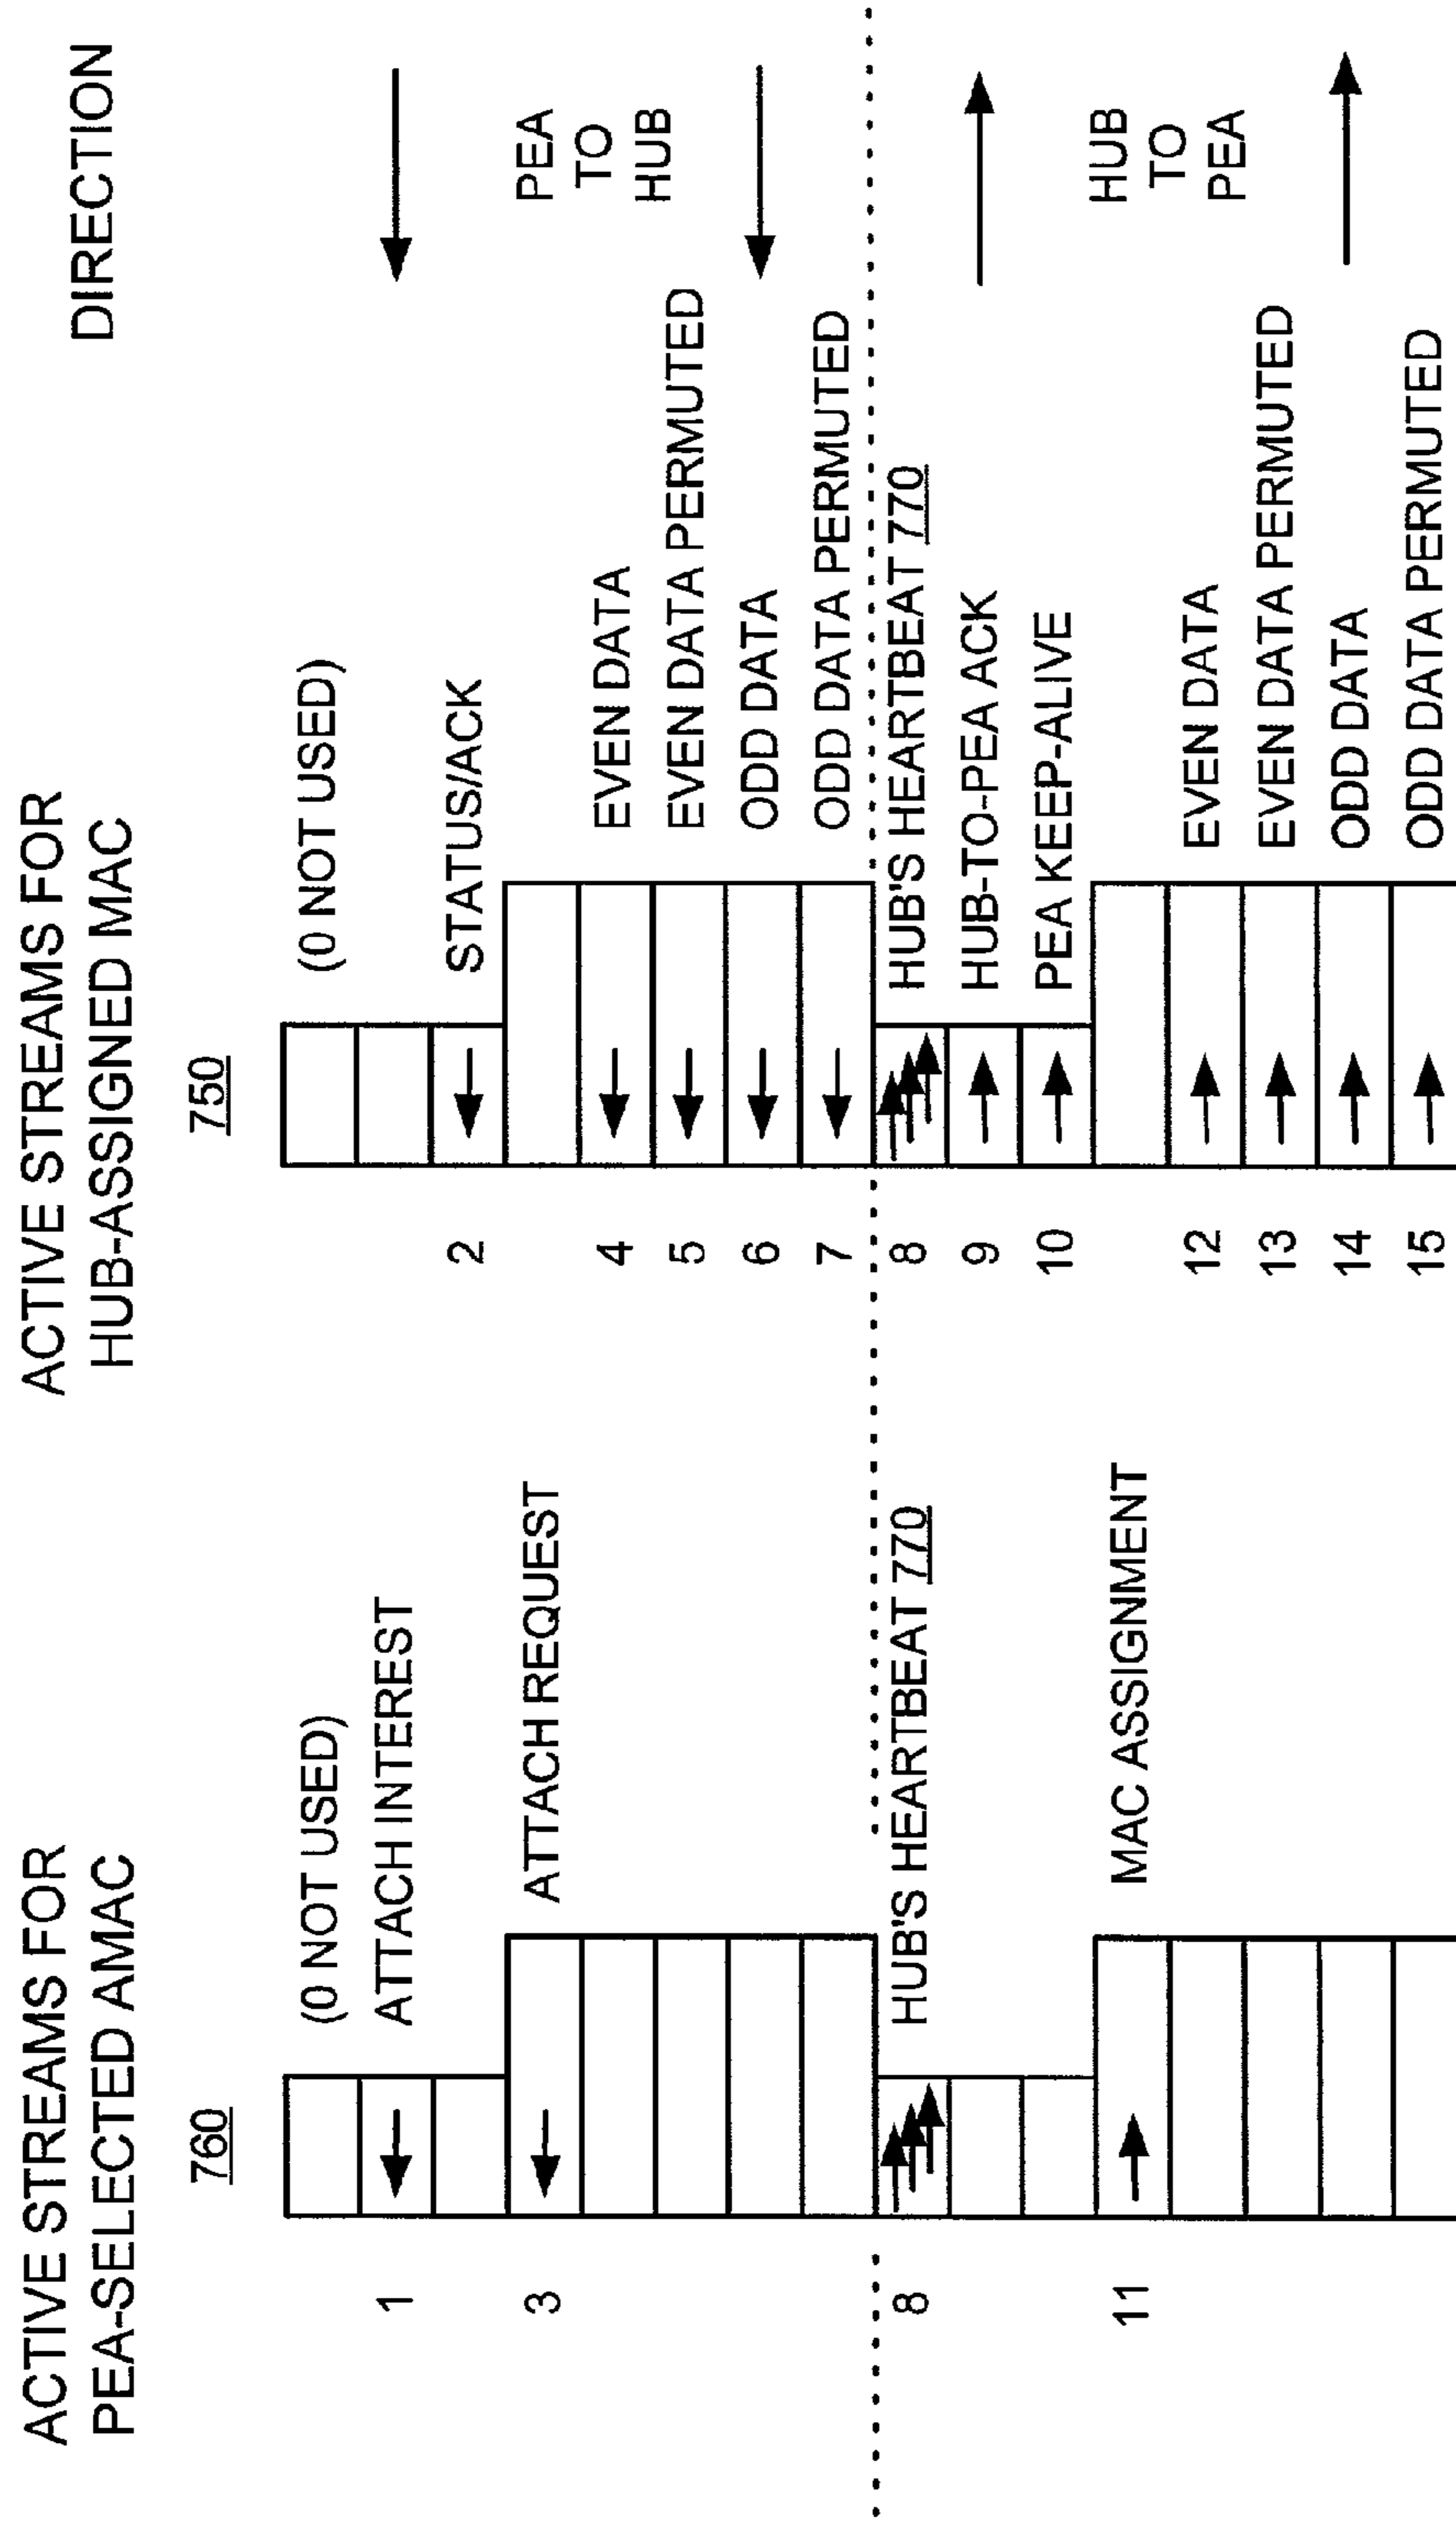 ACTIVE STREAMS FOR
PEA-SELECTED AMAC
760
(0 NOT USED)
1
ATTACH INTEREST
3
ATTACH REQUEST
8
HUB'S HEARTBEAT 770
11
MAC ASSIGNMENT
ACTIVE STREAMS FOR
HUB-ASSIGNED MAC
750
(0 NOT USED)
2
STATUS/ACK
4
EVEN DATA
5
EVEN DATA PERMUTED
6
ODD DATA
7
ODD DATA PERMUTED
8
HUB'S HEARTBEAT 770
9
HUB-TO-PEA ACK
10
PEA KEEP-ALIVE
12
EVEN DATA
13
EVEN DATA PERMUTED
14
ODD DATA
15
ODD DATA PERMUTED
DIRECTION
PEA
TO
HUB
HUB
TO
PEA